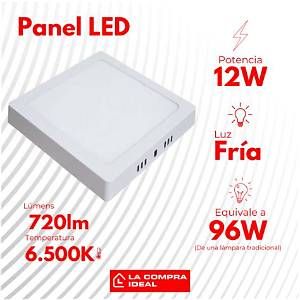 Panel LED
Potencia
12W
Luz
Fría
Equivale a
96W
(De una lámpara tradicional)
Lúmens
720lm
Temperatura
6.500K
LA COMPRA
IDEAL